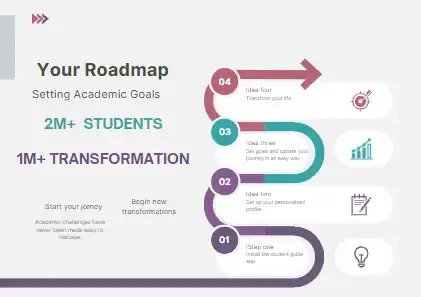 Your Roadmap
Setting Academic Goals
2M+ STUDENTS
1M+ TRANSFORMATION
Start your jorney
Academic challenges have
never been made easy to
manage.
Begin new
transformations
04
Idea four
Transform your life
03
Idea three
Set goals and update your
journey in an easy way
02
Idea two
Set up your personalized
profile
01
Step one
Install the student guide
app.